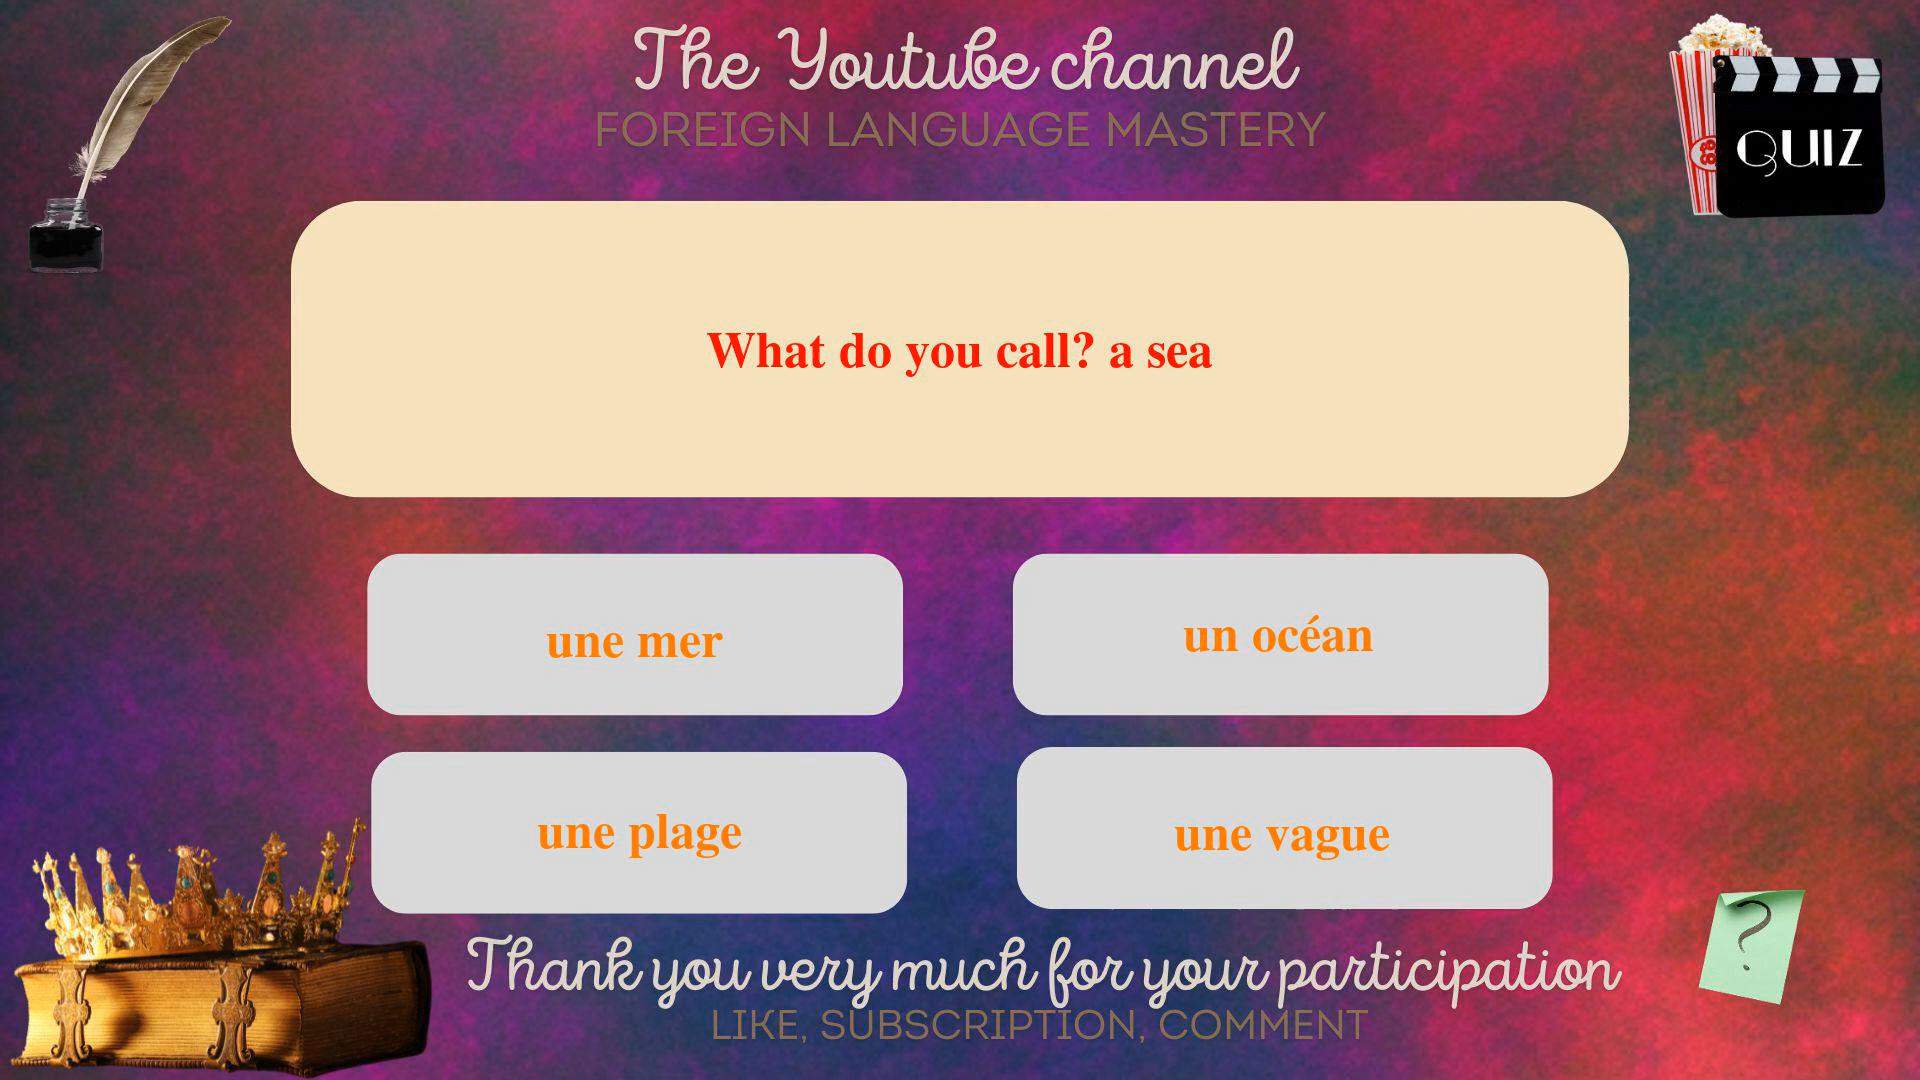 The Youtube channel
FOREIGN LANGUAGE MASTERY
QUIZ
What do you call? a sea
une mer
un océan
une plage
une vague
?
Thank you very much for your participation
LIKE, SUBSCRIPTION, COMMENT